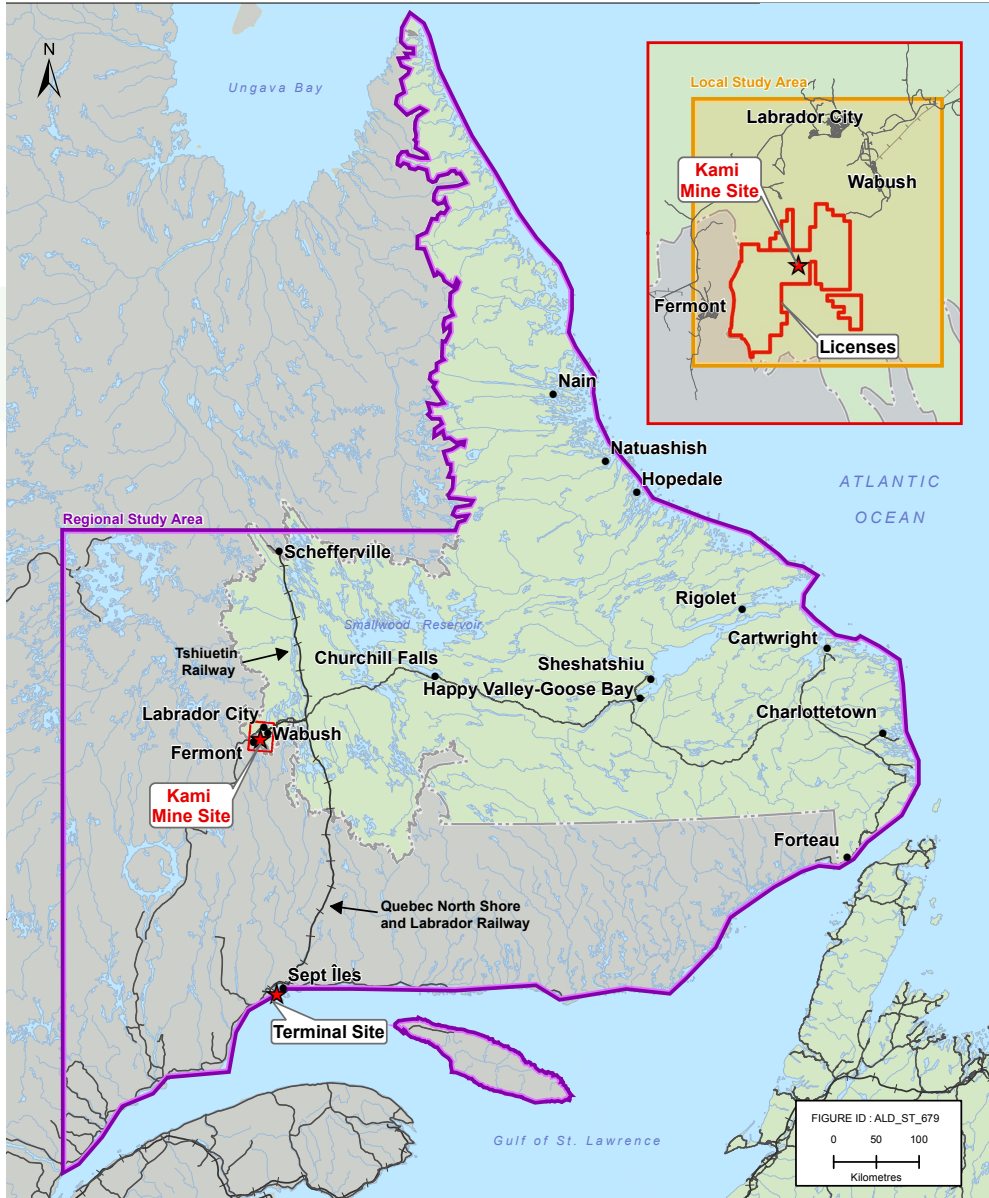 N
Ungava Bay
Local Study Area
Labrador City
Kami
Mine Site
Wabush
Fermont
Licenses
Nain
Natuashish
Hopedale
ATLANTIC
OCEAN
Regional Study Area
Schefferville
Smallwood Reservoir
Rigolet
Tshiuetin
Railway
Churchill Falls
Cartwright
Sheshatshiu
Happy Valley-Goose Bay
Labrador City
Wabush
Charlottetown
Fermont
Kami
Mine Site
Forteau
Quebec North Shore
and Labrador Railway
Sept Îles
Terminal Site
Gulf of St. Lawrence
FIGURE ID : ALD_ST_679
0 50 100
Kilometres